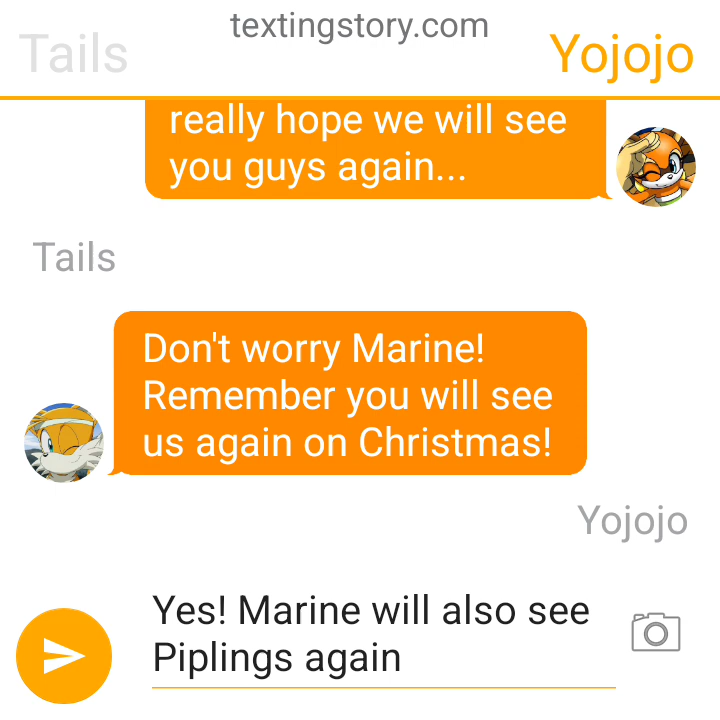 textingstory.com
Tails
Yojojo
really hope we will see
you guys again...
Tails
Don't worry Marine!
Remember you will see
us again on Christmas!
Yojojo
Yes! Marine will also see
Piplings again